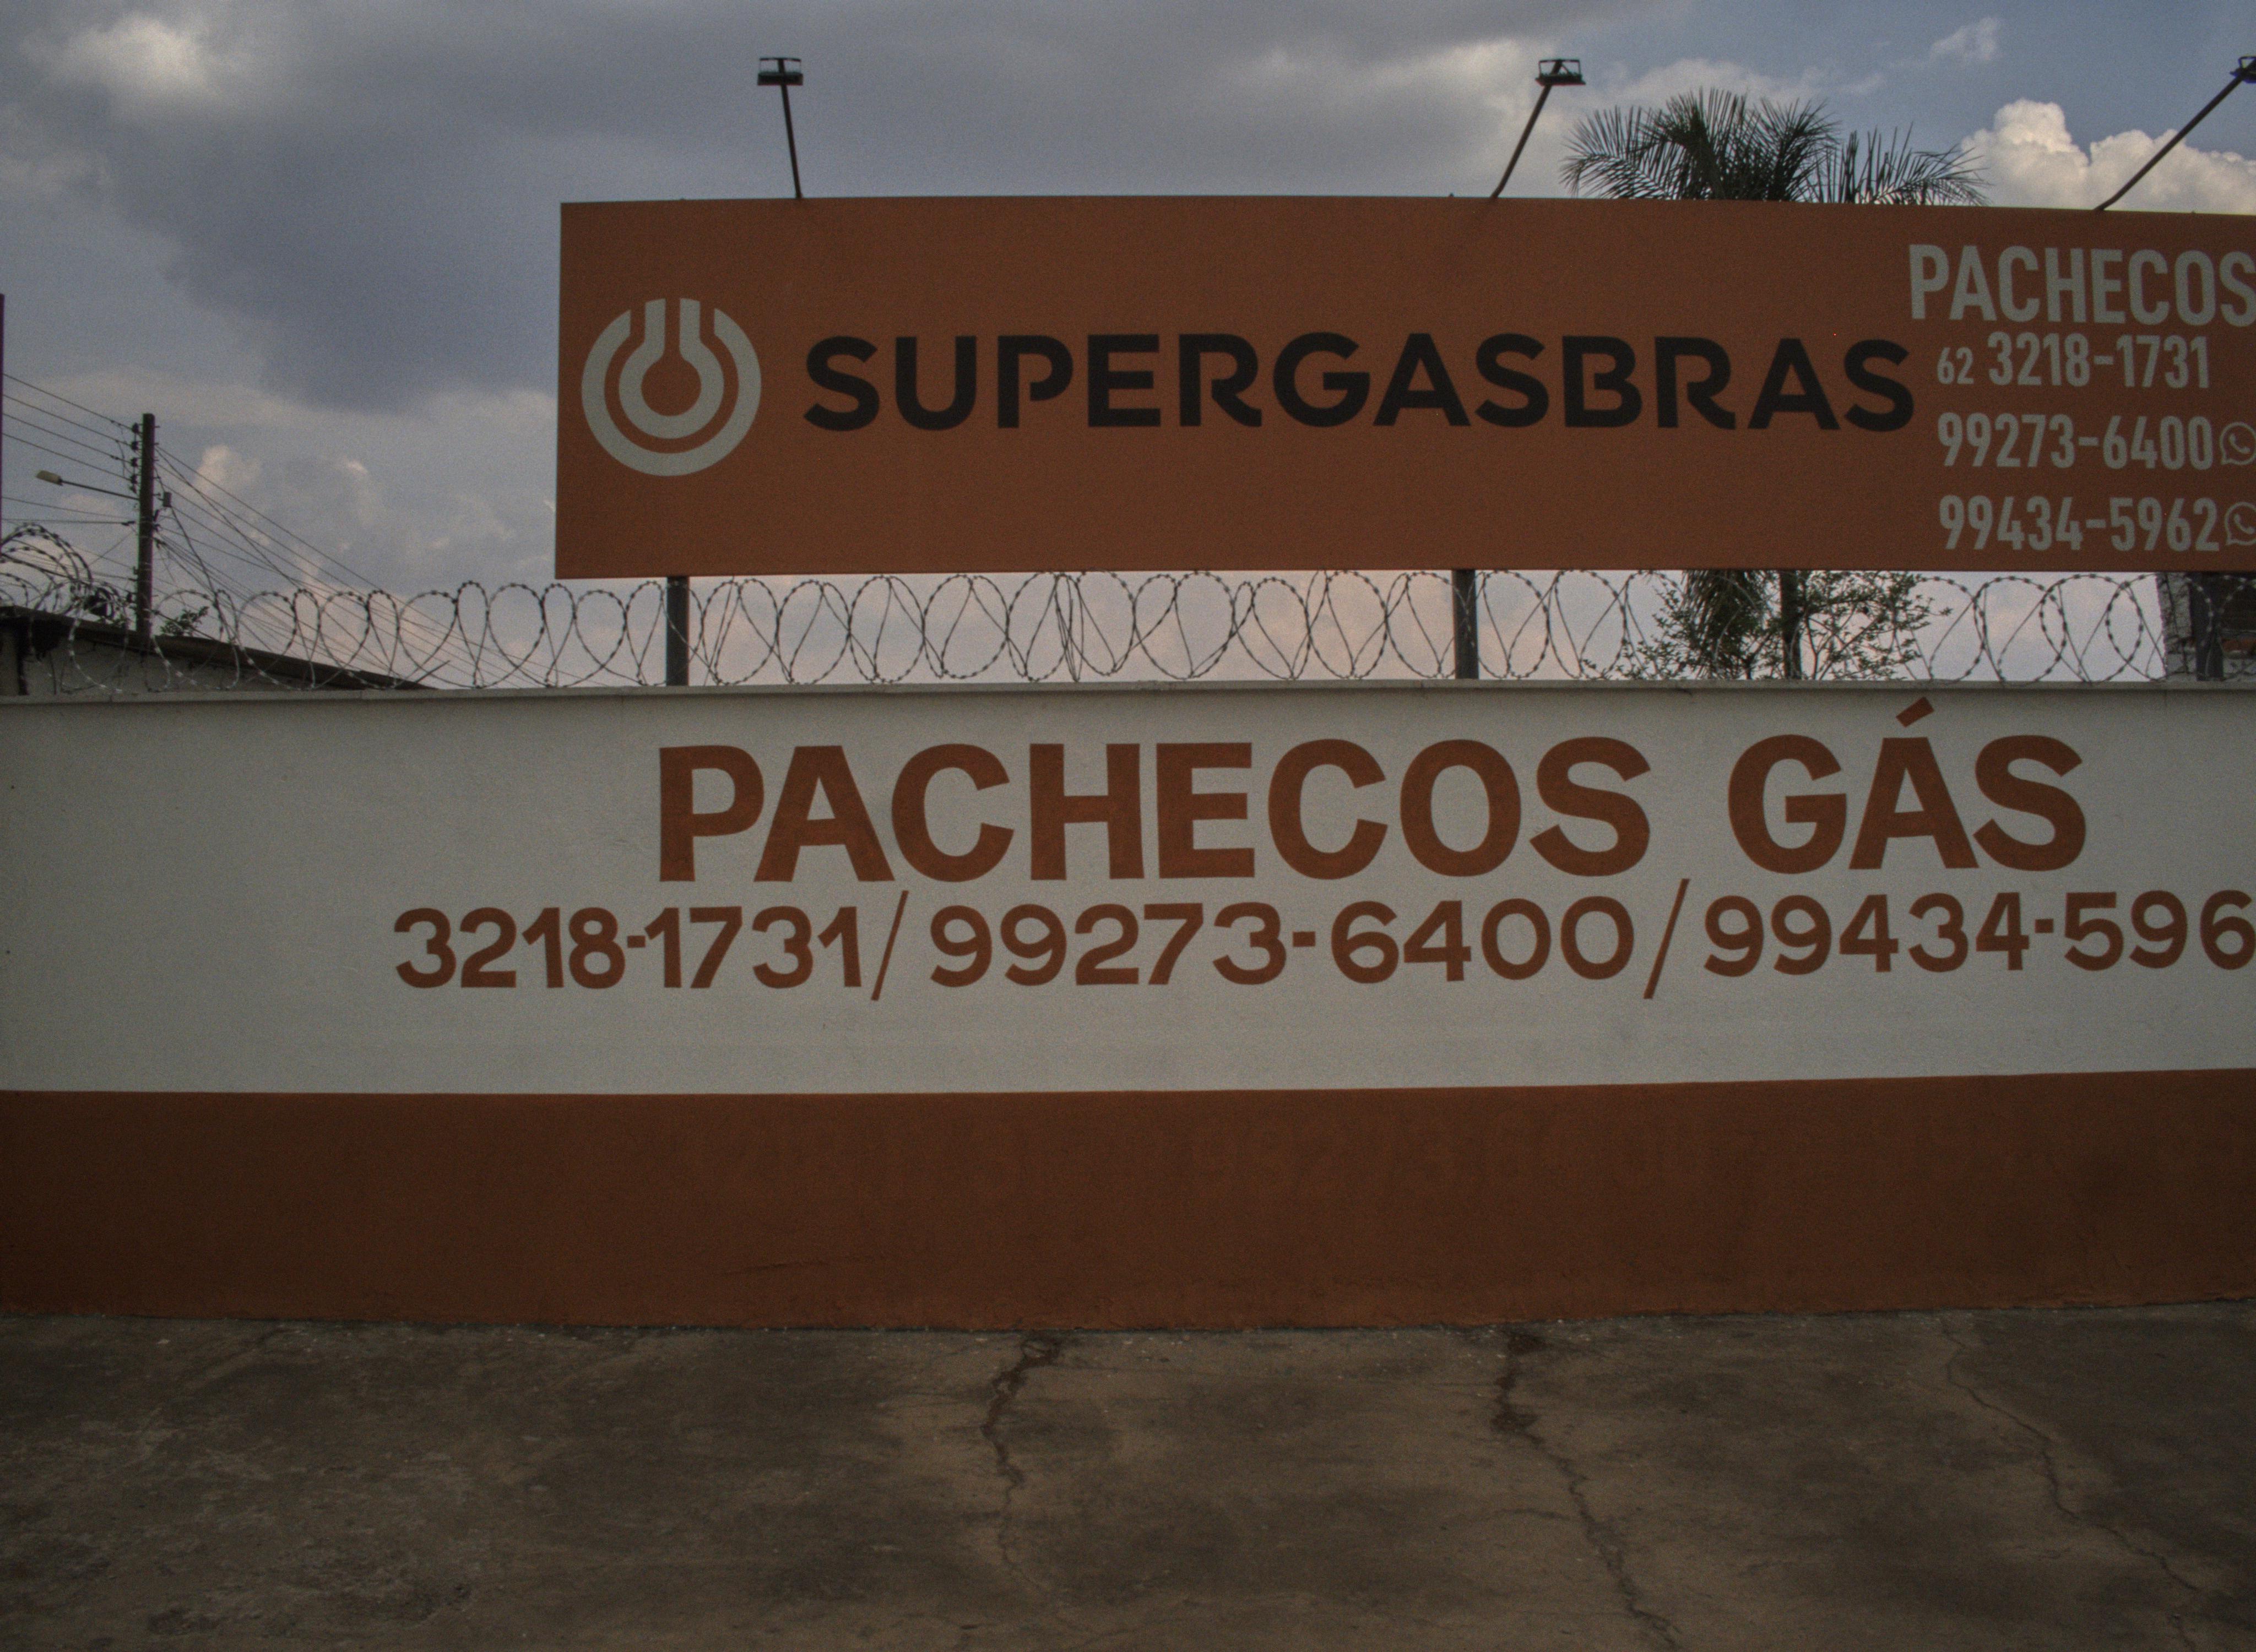 SUPERGASBRAS
PACHECOS
62 3218-1731
99273-6400
99434-5962
PACHECOS GÁS
3218-1731/99273-6400/99434-596